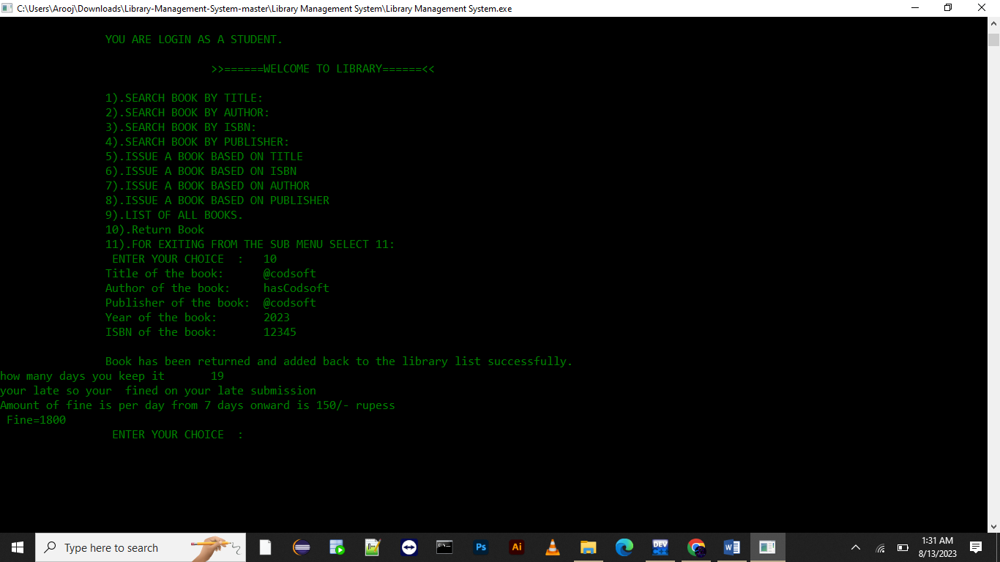 C:\Users\Arooj\Downloads\Library-Management-System-master\Library Management System\Library Management System.exe
YOU ARE LOGIN AS A STUDENT.
>>======WELCOME TO LIBRARY======<<
1).SEARCH BOOK BY TITLE:
2).SEARCH BOOK BY AUTHOR:
3).SEARCH BOOK BY ISBN:
4).SEARCH BOOK BY PUBLISHER:
5).ISSUE A BOOK BASED ON TITLE
6).ISSUE A BOOK BASED ON ISBN
7).ISSUE A BOOK BASED ON AUTHOR
8).ISSUE A BOOK BASED ON PUBLISHER
9).LIST OF ALL BOOKS.
10).Return Book
11).FOR EXITING FROM THE SUB MENU SELECT 11:
ENTER YOUR CHOICE  :   10
Title of the book:      @codsoft
Author of the book:     hasCodsoft
Publisher of the book:  @codsoft
Year of the book:       2023
ISBN of the book:       12345
Book has been returned and added back to the library list successfully.
how many days you keep it       19
your late so your  fined on your late submission
Amount of fine is per day from 7 days onward is 150/- rupess
Fine=1800
ENTER YOUR CHOICE  :
Type here to search
Ps
Ai
DEV
1:31 AM
8/13/2023